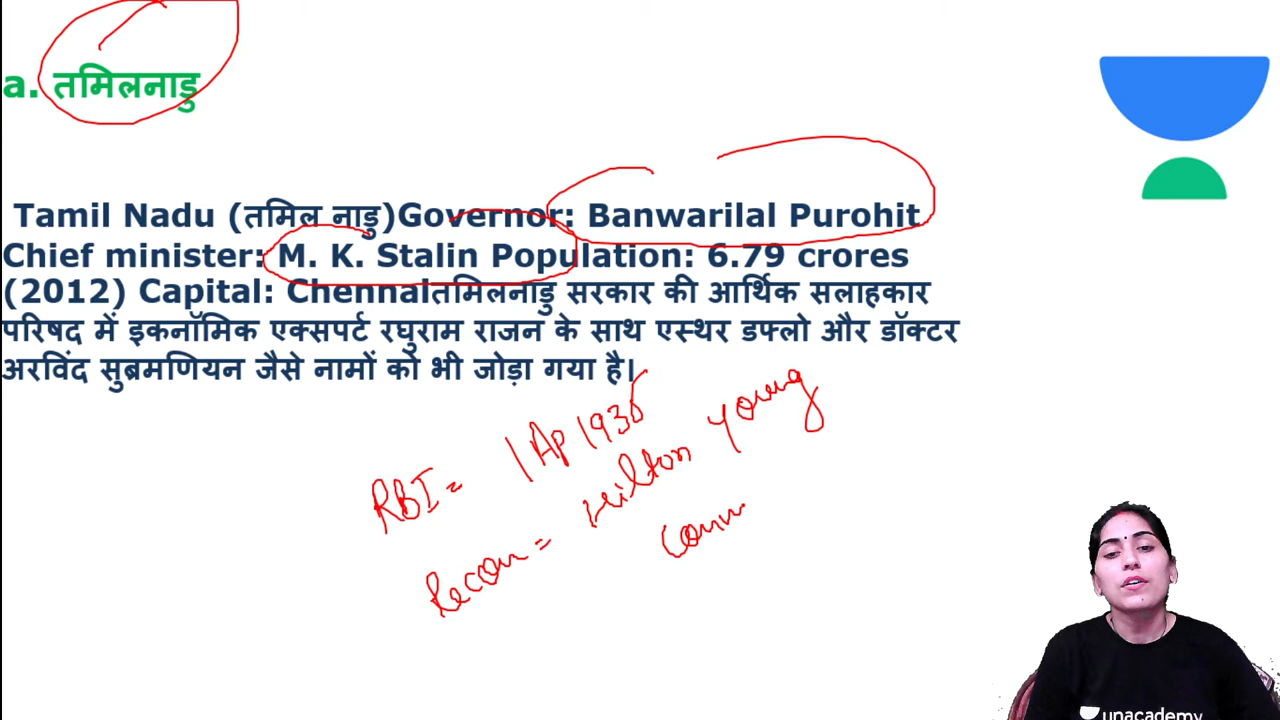 a. तमिलनाडु
Tamil Nadu (तमिल नाडु)Governor: Banwarilal Purohit
Chief minister: M. K. Stalin Population: 6.79 crores
(2012) Capital: Chennaiतमिलनाडु सरकार की आर्थिक सलाहकार
परिषद में इकनॉमिक एक्सपर्ट रघुराम राजन के साथ एस्थर डफ्लो और डॉक्टर
अरविंद सुब्रमणियन जैसे नामों को भी जोड़ा गया है।
RBI = 1 Ap 1935
Recom = Hilton young
Comm
unacademy